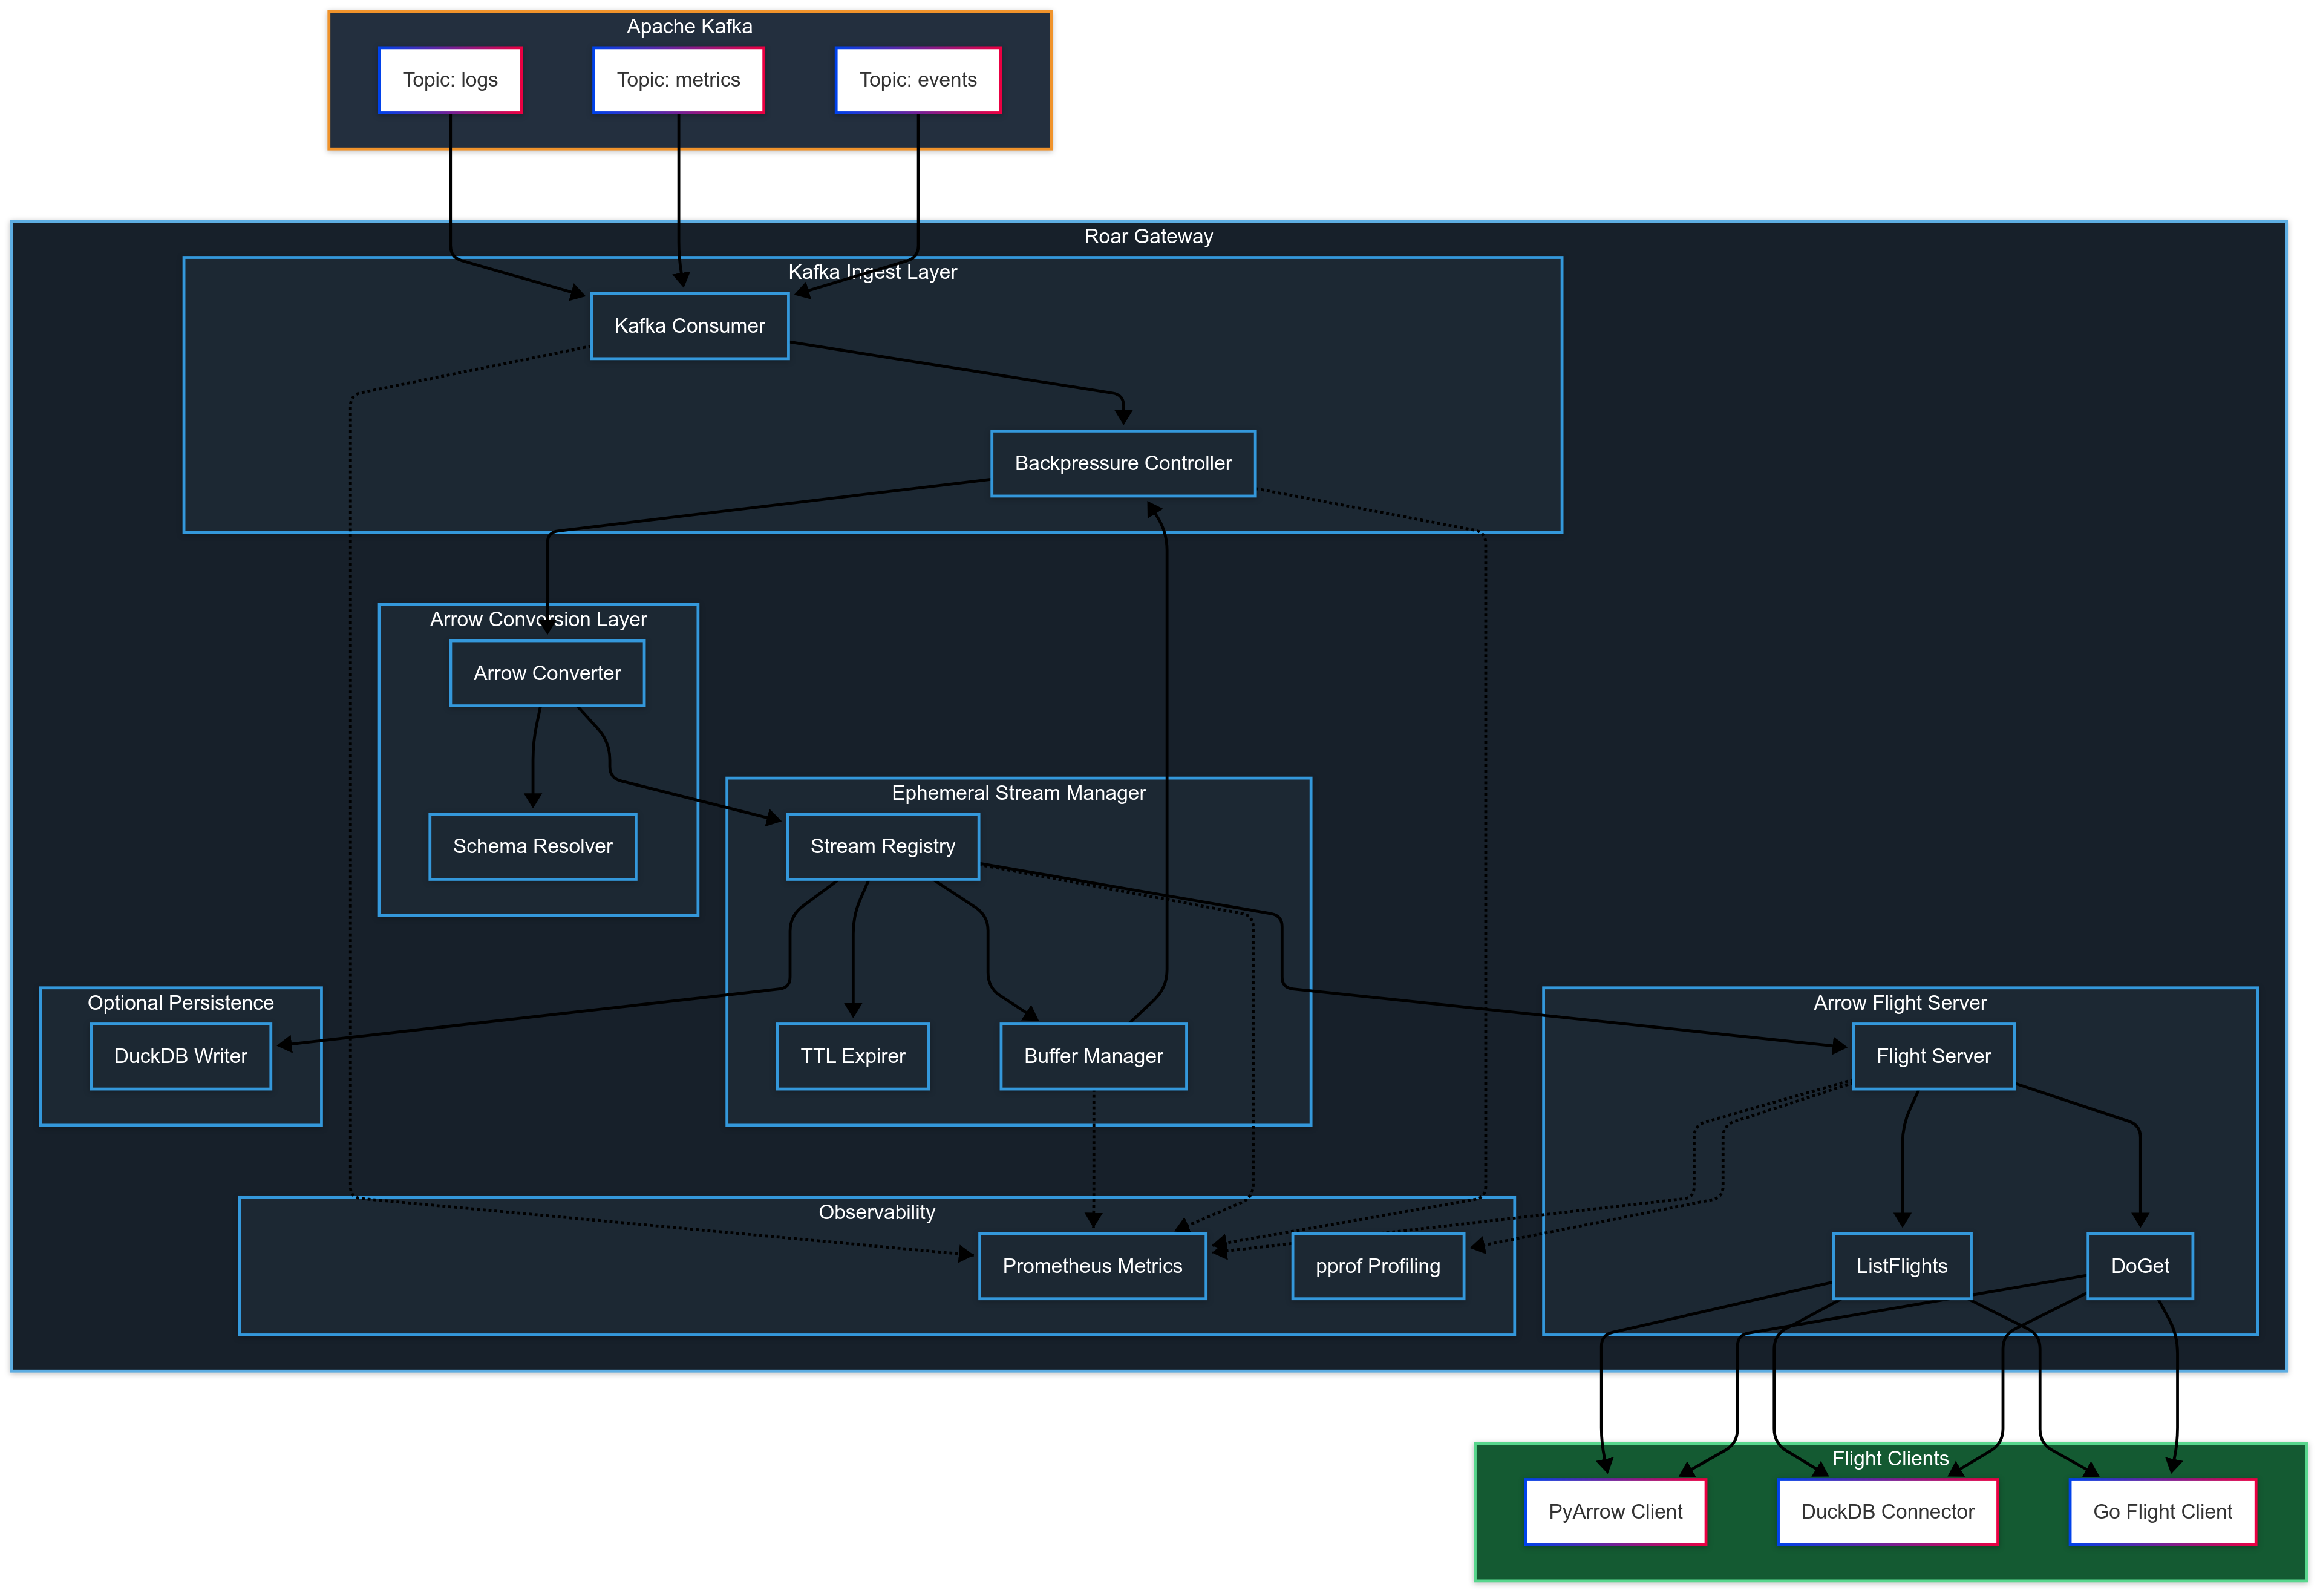 Apache Kafka
Topic: logs
Topic: metrics
Topic: events
Roar Gateway
Kafka Ingest Layer
Kafka Consumer
Backpressure Controller
Arrow Conversion Layer
Arrow Converter
Schema Resolver
Ephemeral Stream Manager
Stream Registry
TTL Expirer
Buffer Manager
Optional Persistence
DuckDB Writer
Arrow Flight Server
Flight Server
ListFlights
DoGet
Observability
Prometheus Metrics
pprof Profiling
Flight Clients
PyArrow Client
DuckDB Connector
Go Flight Client